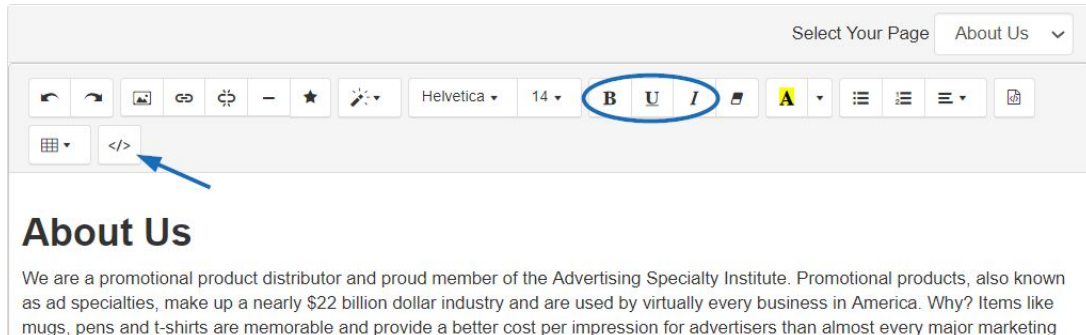 Select Your Page About Us
Helvetica 14 B U I A
</>
About Us
We are a promotional product distributor and proud member of the Advertising Specialty Institute. Promotional products, also known
as ad specialties, make up a nearly $22 billion dollar industry and are used by virtually every business in America. Why? Items like
mugs, pens and t-shirts are memorable and provide a better cost per impression for advertisers than almost every major marketing